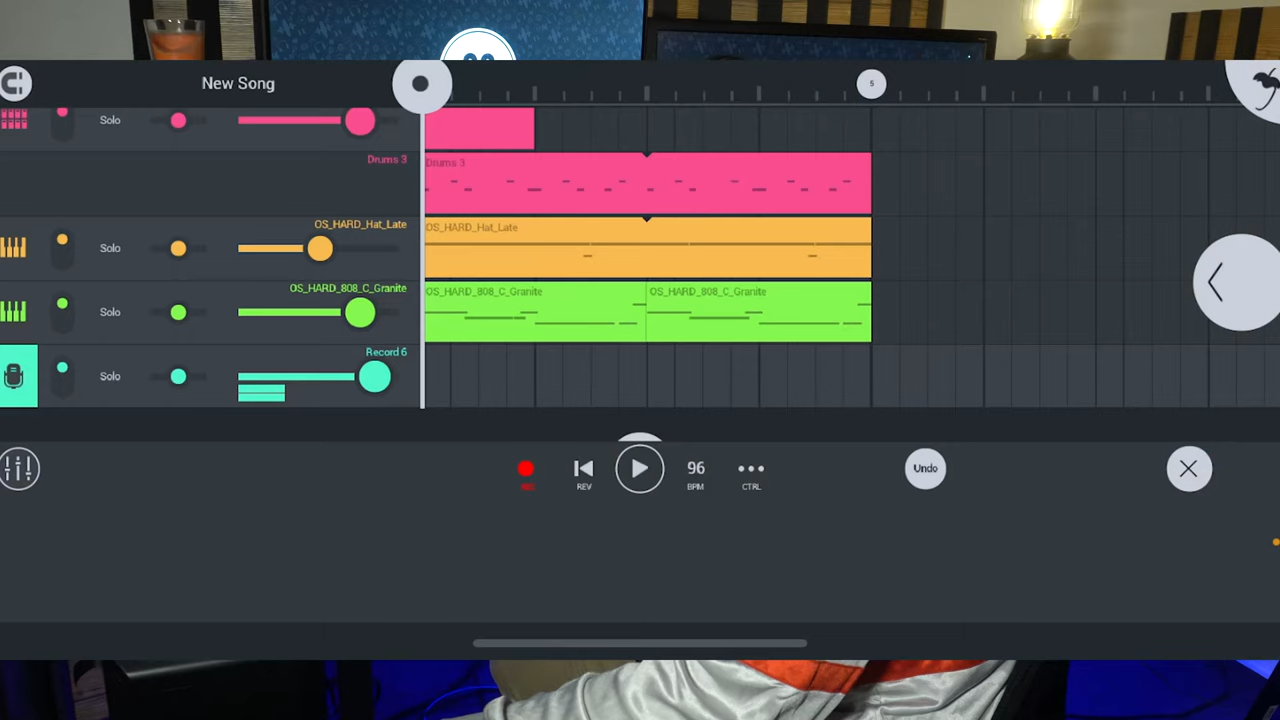 New Song
5
Solo
Drums 3
Drums 3
OS_HARD_Hat_Late
Solo
OS_HARD_Hat_Late
OS_HARD_808_C_Granite
Solo
OS_HARD_808_C_Granite
OS_HARD_808_C_Granite
Record 6
Solo
96
Undo
REV
BPM
CTRL